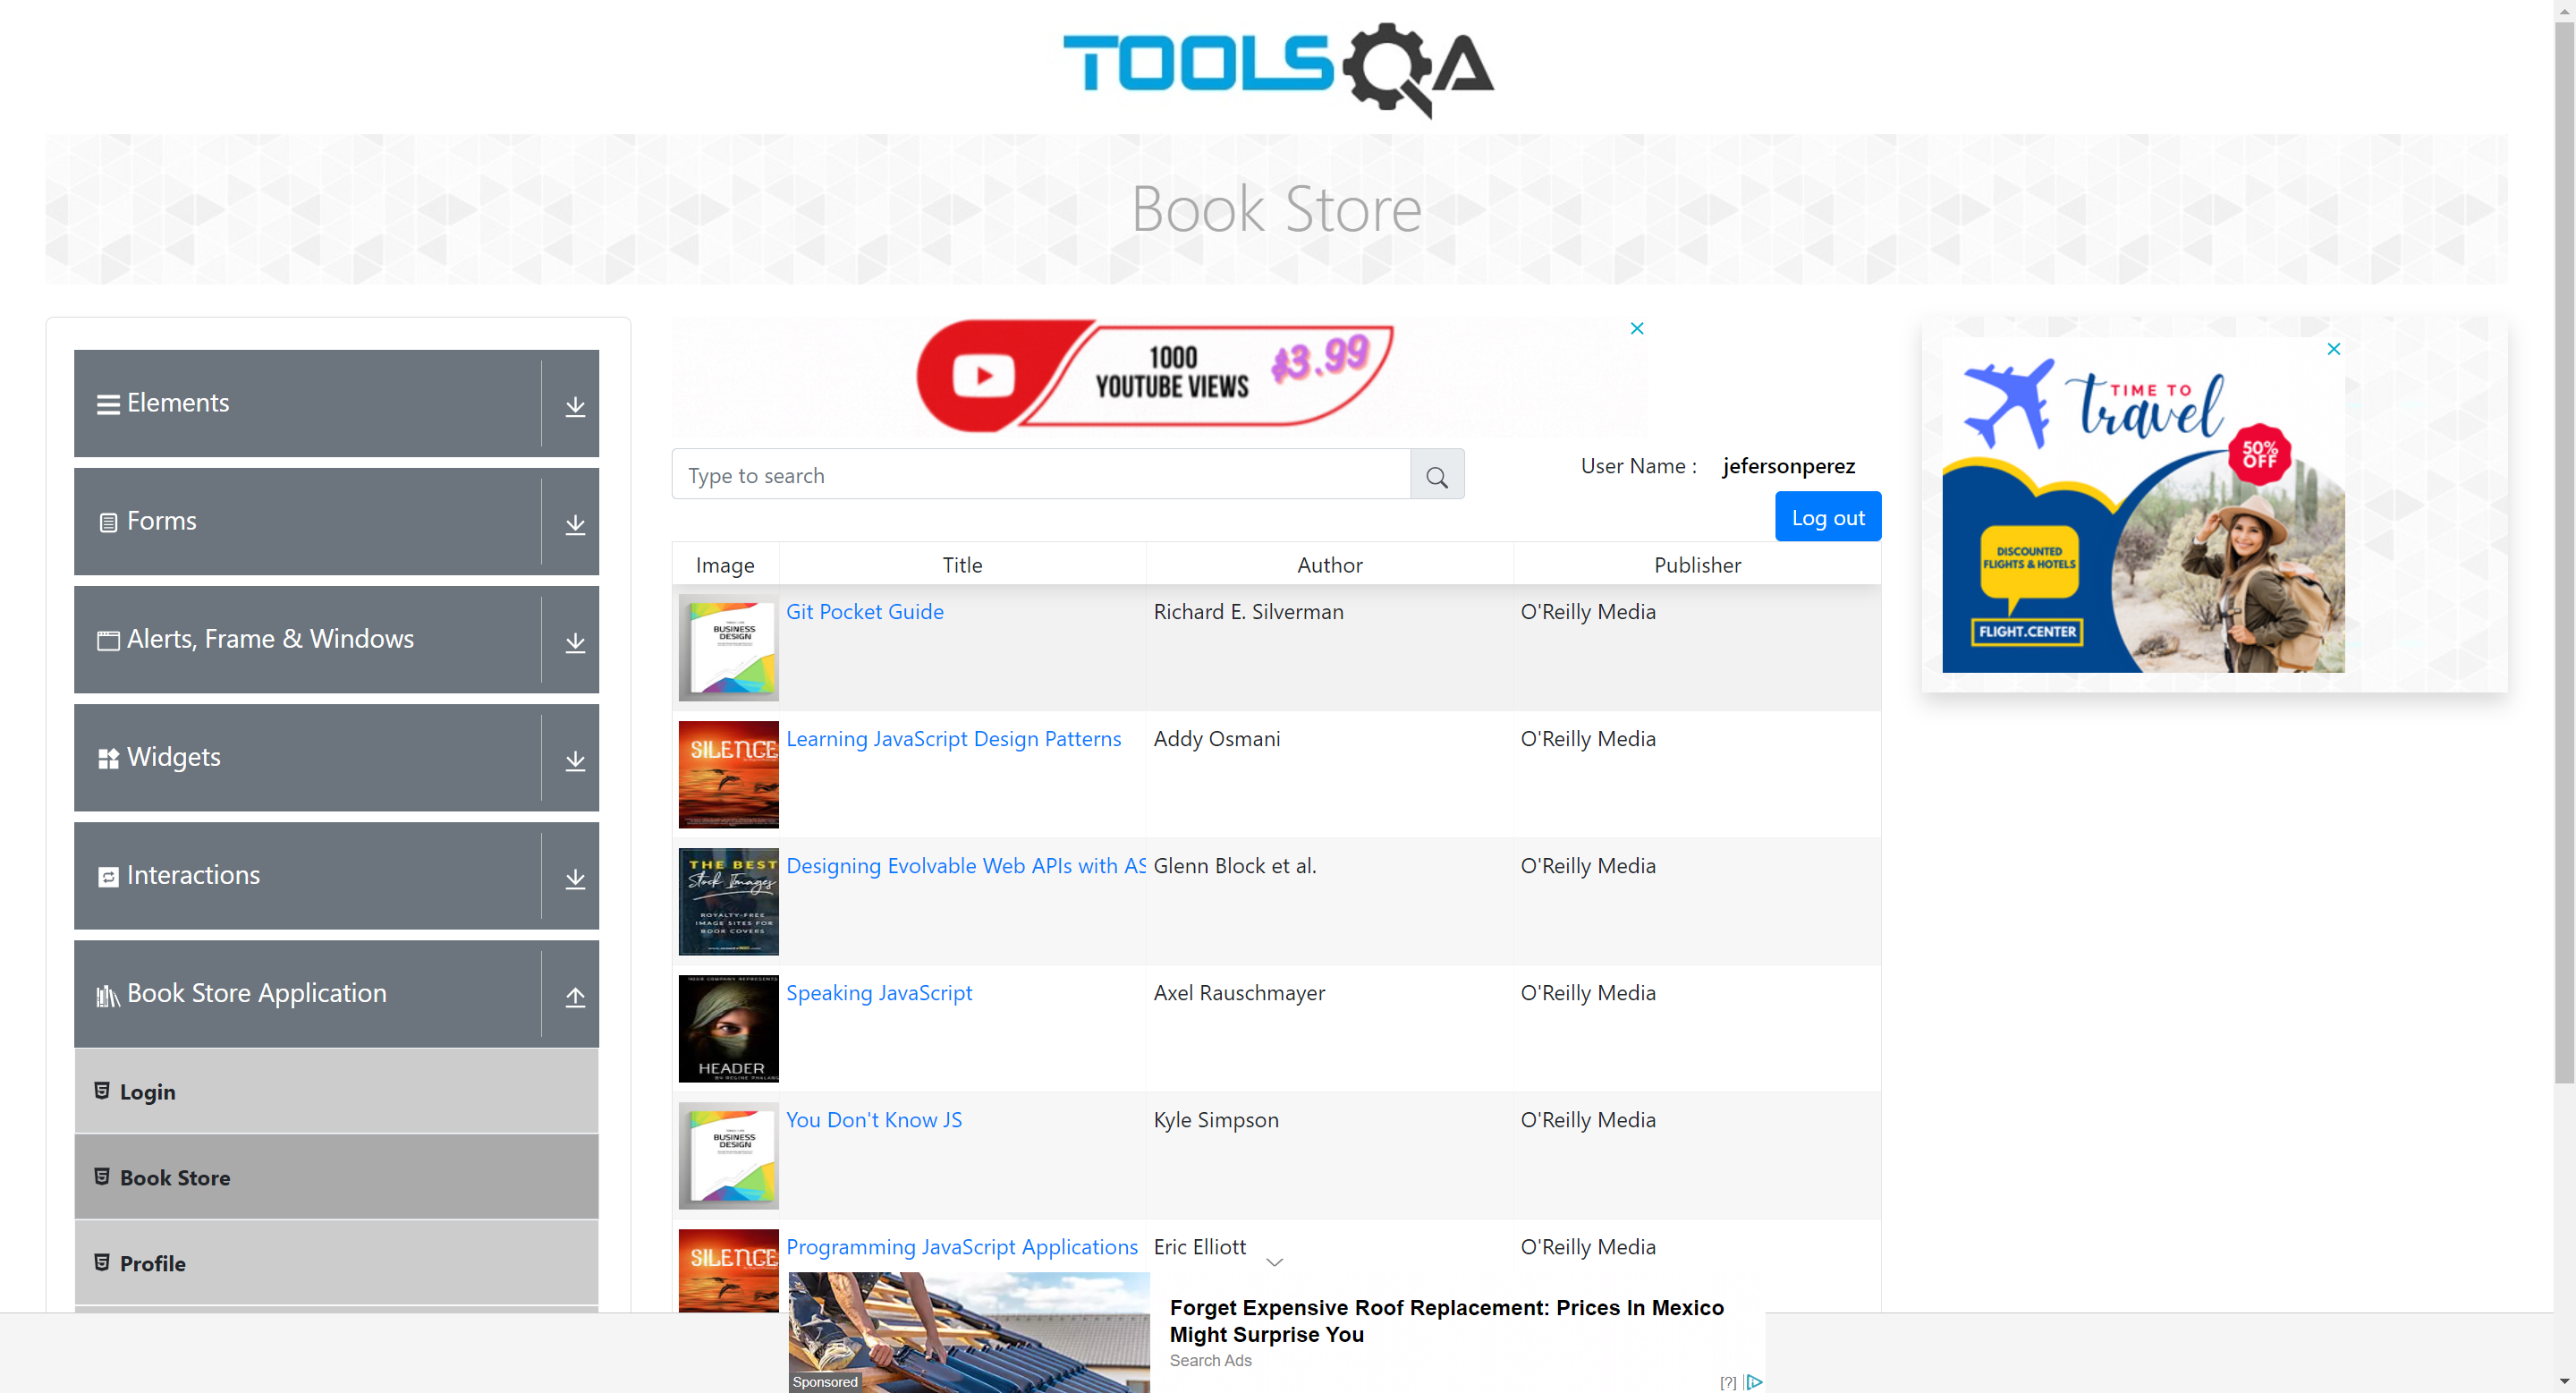 TOOLSQA
Book Store
Elements
Forms
Alerts, Frame & Windows
Widgets
Interactions
Book Store Application
Login
Book Store
Profile
1000
YOUTUBE VIEWS
$3.99
Type to search
User Name : jefersonperez
Log out
Image Title Author Publisher
BUSINESS
DESIGN
Git Pocket Guide Richard E. Silverman O'Reilly Media
SILENCE
Learning JavaScript Design Patterns Addy Osmani O'Reilly Media
THE BEST
Stock Images
ROYALTY-FREE
IMAGE SITES FOR
BOOK COVERS
Designing Evolvable Web APIs with AS Glenn Block et al. O'Reilly Media
YOUR COMPANY REPRESENTS
HEADER
Speaking JavaScript Axel Rauschmayer O'Reilly Media
BUSINESS
DESIGN
You Don't Know JS Kyle Simpson O'Reilly Media
SILENCE
Programming JavaScript Applications Eric Elliott O'Reilly Media
TIME TO
travel
50%
OFF
DISCOUNTED
FLIGHTS & HOTELS
FLIGHT.CENTER
Forget Expensive Roof Replacement: Prices In Mexico
Might Surprise You
Search Ads
Sponsored
[?]